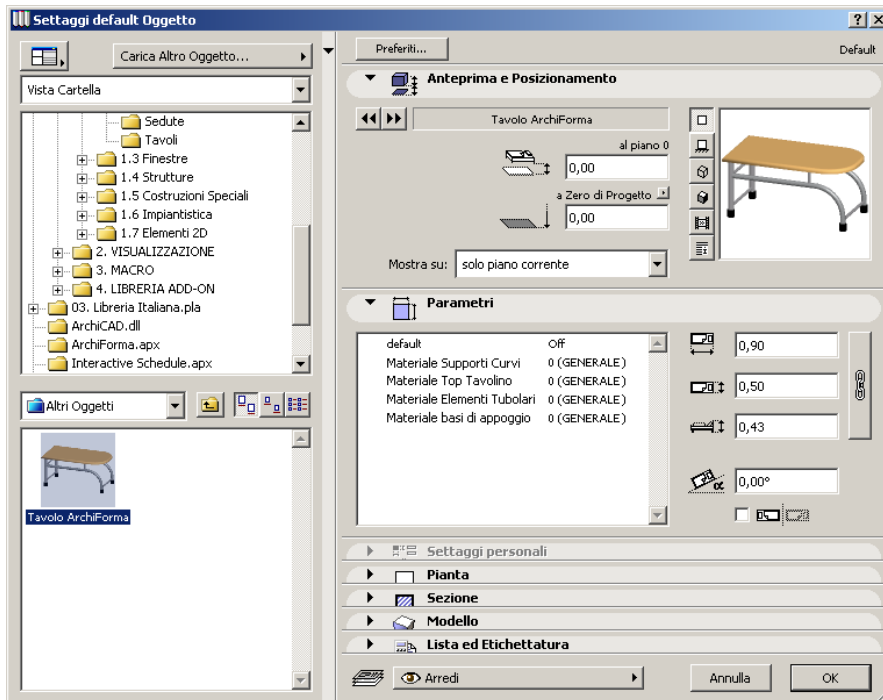 Settaggi default Oggetto
Carica Altro Oggetto...
Vista Cartella
Sedute
Tavoli
1.3 Finestre
1.4 Strutture
1.5 Costruzioni Speciali
1.6 Impiantistica
1.7 Elementi 2D
2. VISUALIZZAZIONE
3. MACRO
4. LIBRERIA ADD-ON
03. Libreria Italiana.pla
ArchiCAD.dll
ArchiForma.apx
Interactive Schedule.apx
Altri Oggetti
Tavolo ArchiForma
Preferiti...
Default
Anteprima e Posizionamento
Tavolo ArchiForma
al piano 0
0,00
a Zero di Progetto
0,00
Mostra su: solo piano corrente
Parametri
default Off
Materiale Supporti Curvi 0 (GENERALE)
Materiale Top Tavolino 0 (GENERALE)
Materiale Elementi Tubolari 0 (GENERALE)
Materiale basi di appoggio 0 (GENERALE)
0,90
0,50
0,43
α 0,00°
Settaggi personali
Pianta
Sezione
Modello
Lista ed Etichettatura
Arredi
Annulla
OK